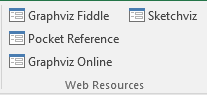 Graphviz Fiddle Sketchviz
Pocket Reference
Graphviz Online
Web Resources